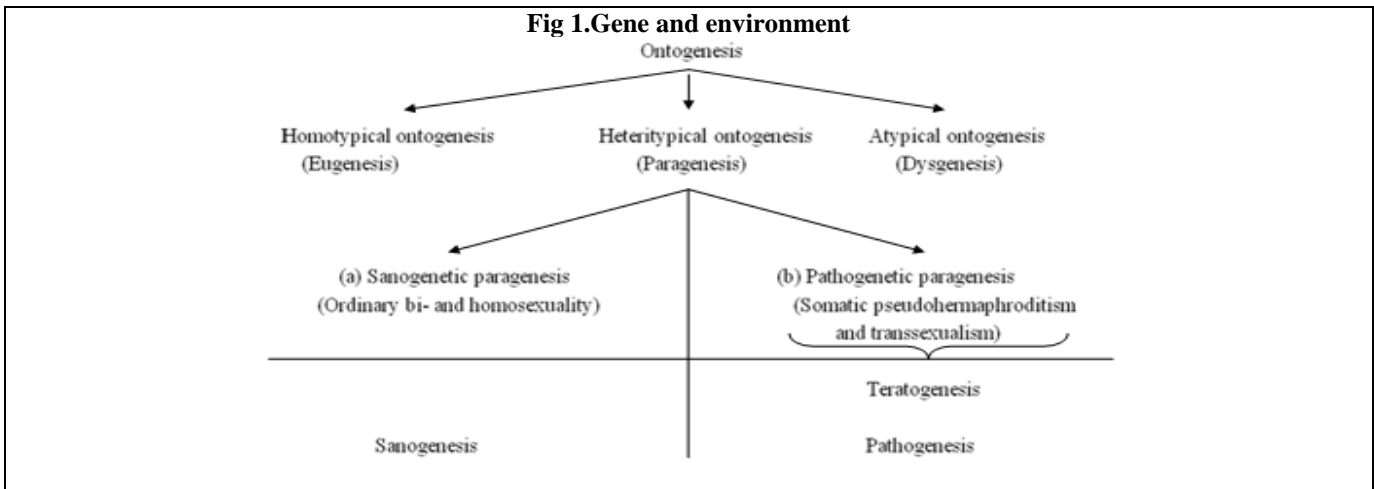 Fig 1.Gene and environment
Ontogenesis
Homotypical ontogenesis
(Eugenesis)
Heteritypical ontogenesis
(Paragenesis)
Atypical ontogenesis
(Dysgenesis)
(a) Sanogenetic paragenesis
(Ordinary bi- and homosexuality)
(b) Pathogenetic paragenesis
(Somatic pseudohermaphroditism
and transsexualism)
Teratogenesis
Sanogenesis
Pathogenesis